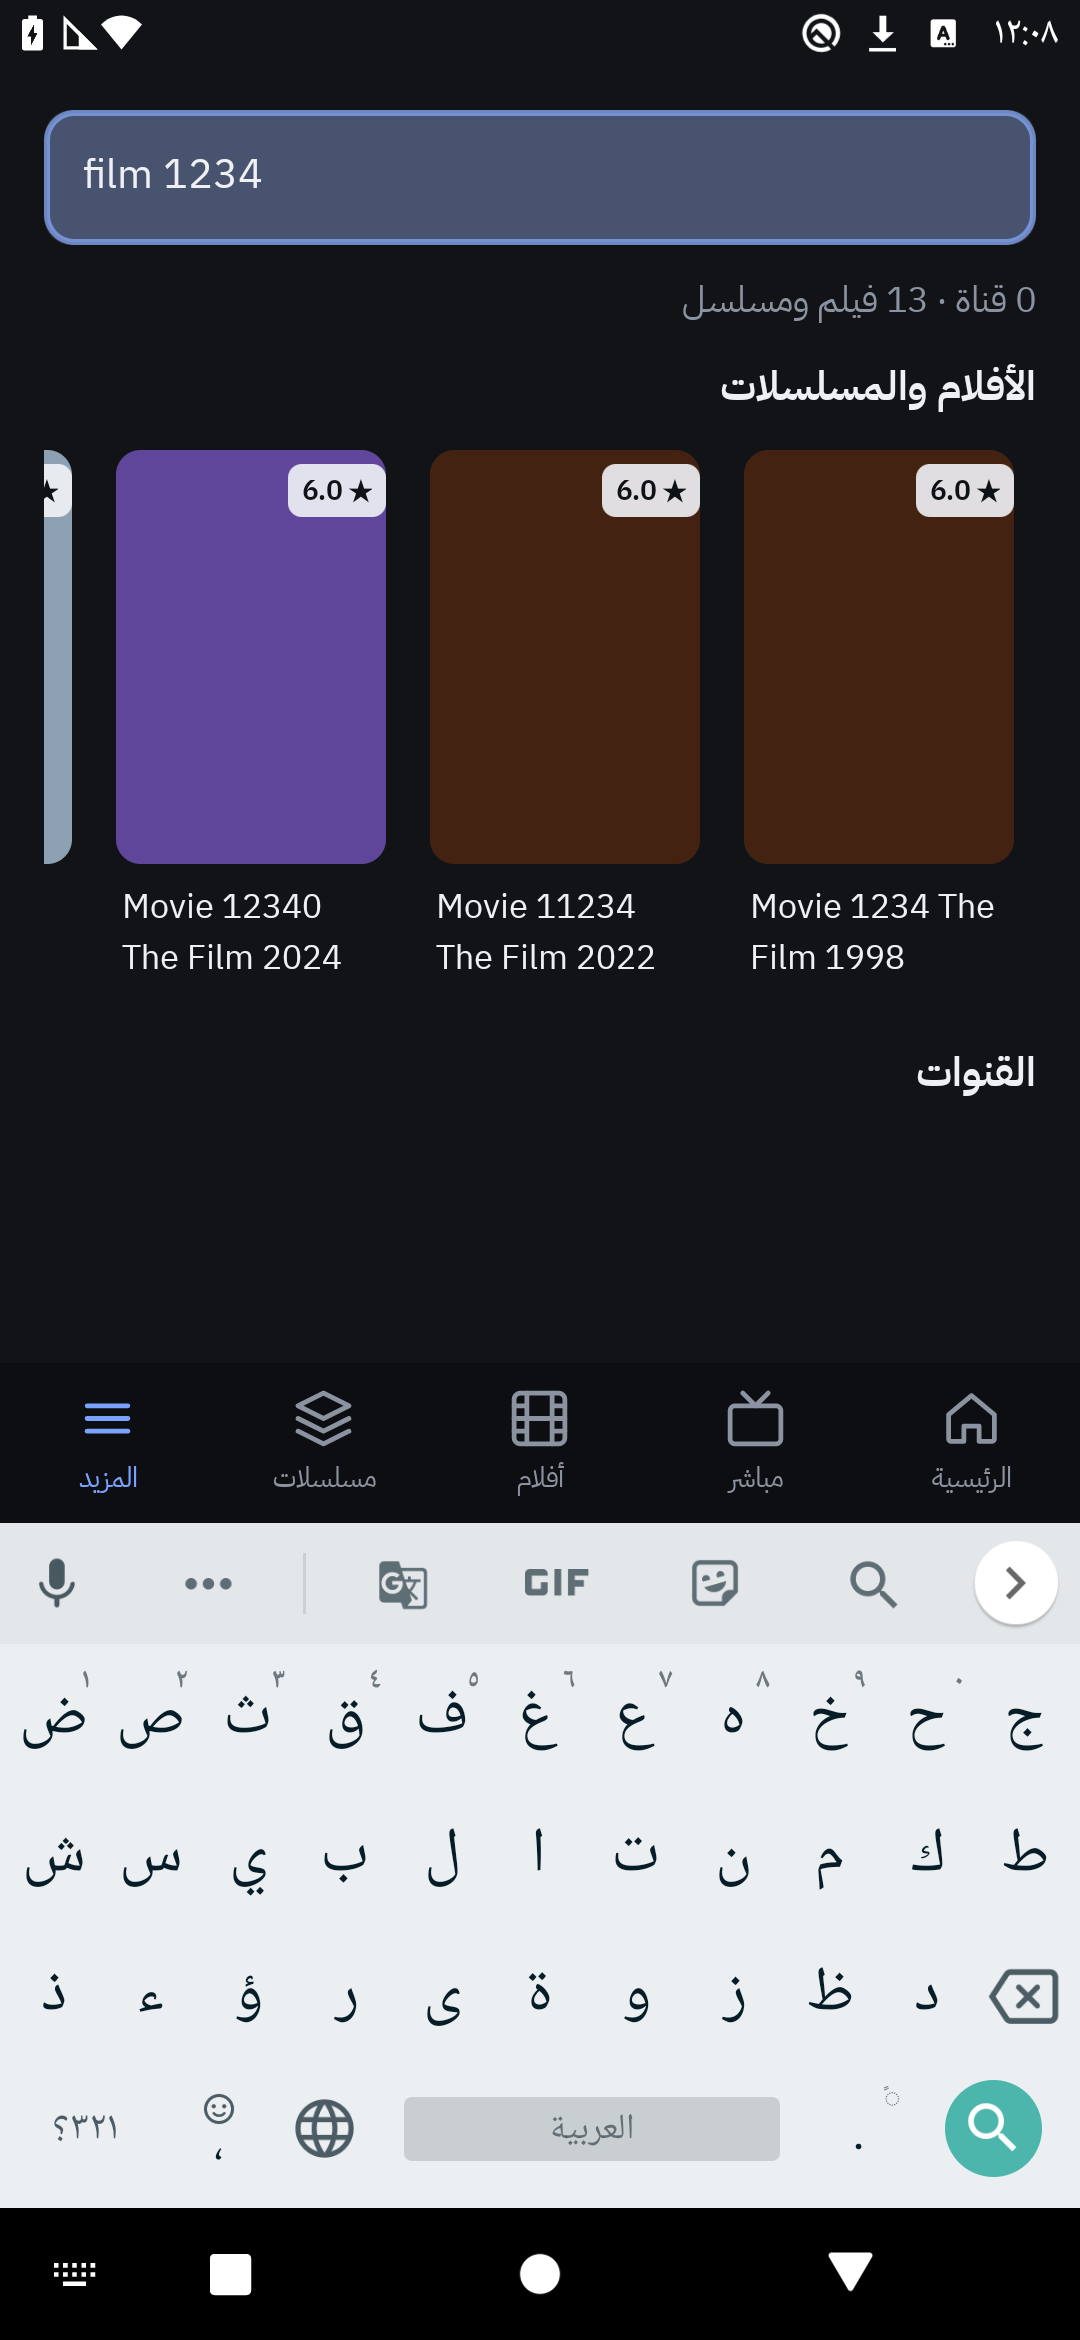 ١٢:٠٨
film 1234
0 قناة · 13 فيلم ومسلسل
الأفلام والمسلسلات
6.0 ★
6.0 ★
6.0 ★
★
Movie 1234 The
Film 1998
Movie 11234
The Film 2022
Movie 12340
The Film 2024
القنوات
الرئيسية
مباشر
أفلام
مسلسلات
المزيد
GIF
١ ٢ ٣ ٤ ٥ ٦ ٧ ٨ ٩ ٠
ض ص ث ق ف غ ع ه خ ح ج
ش س ي ب ل ا ت ن م ك ط
ذ ء ؤ ر ى ة و ز ظ د
؟٣٢١
،
العربية
.